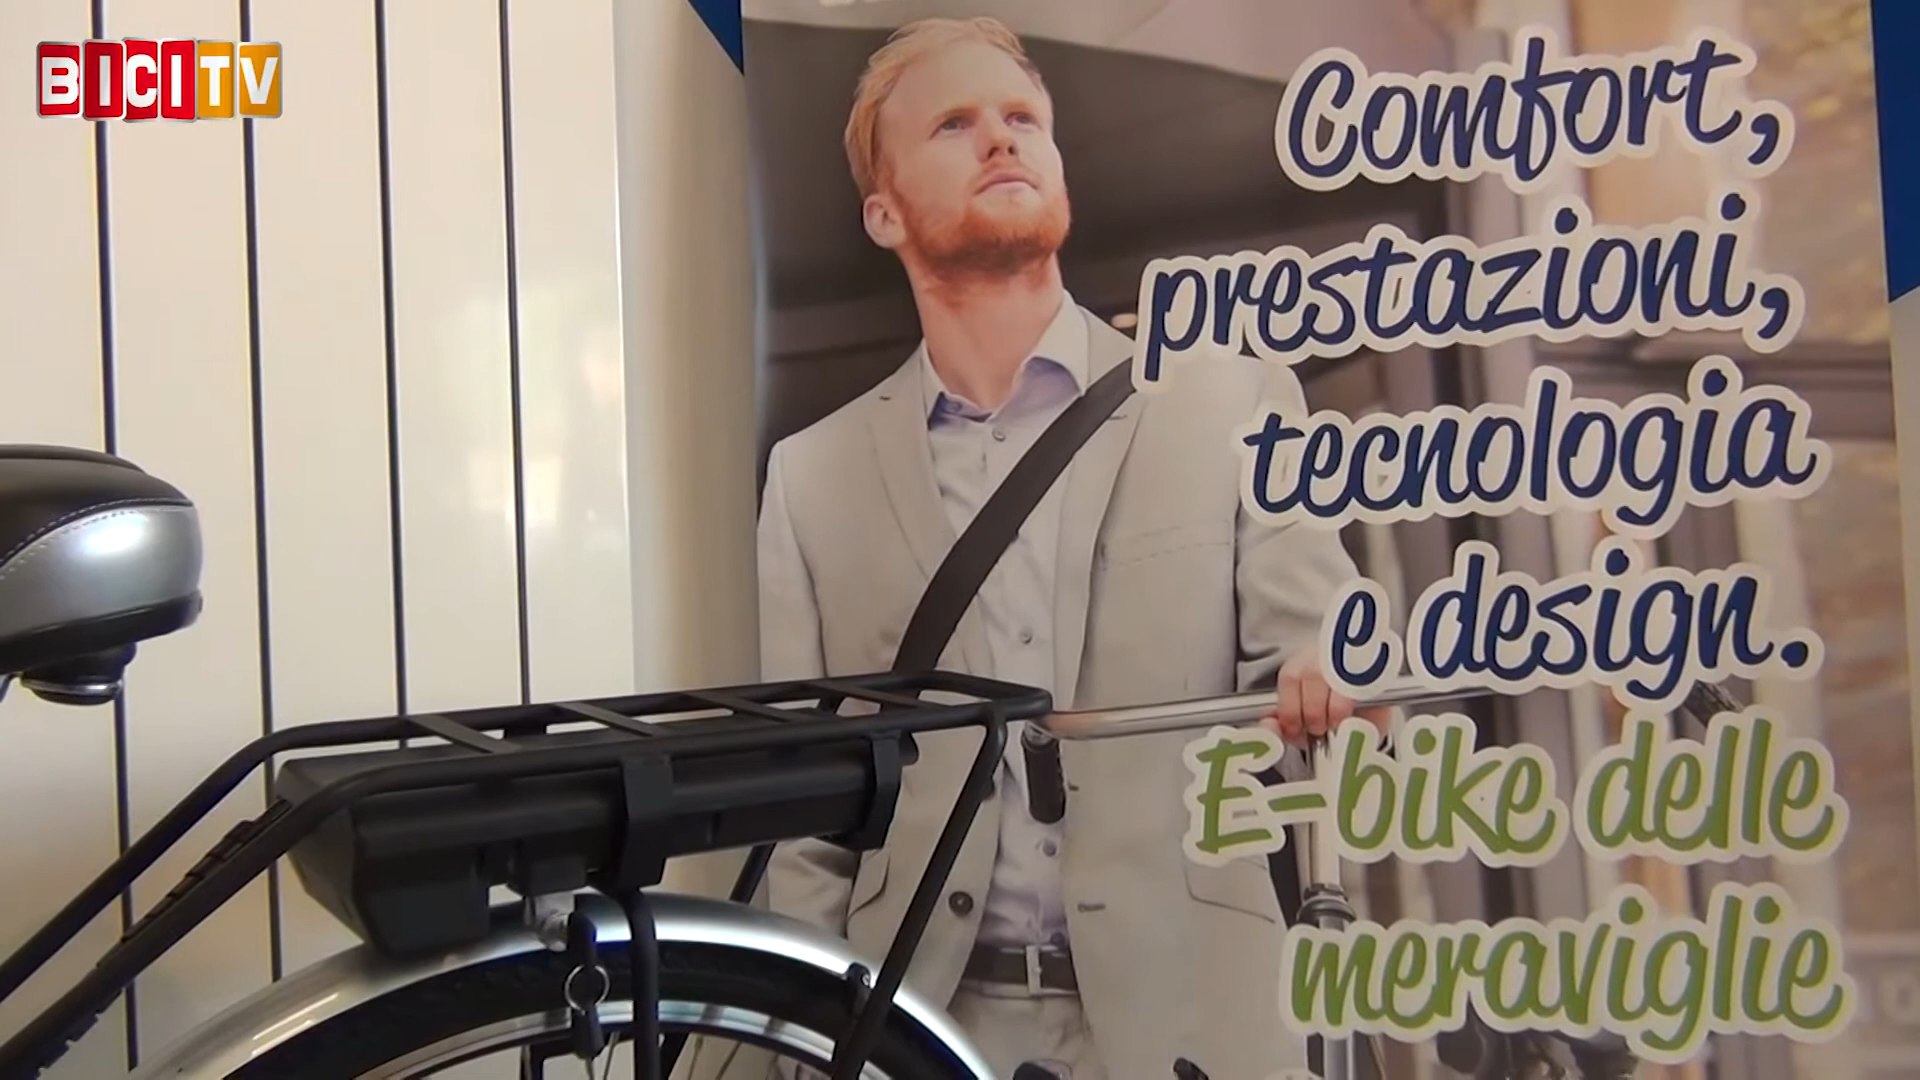 BICITV
Comfort,
prestazioni,
tecnologia
e design.
E-bike delle
meraviglie